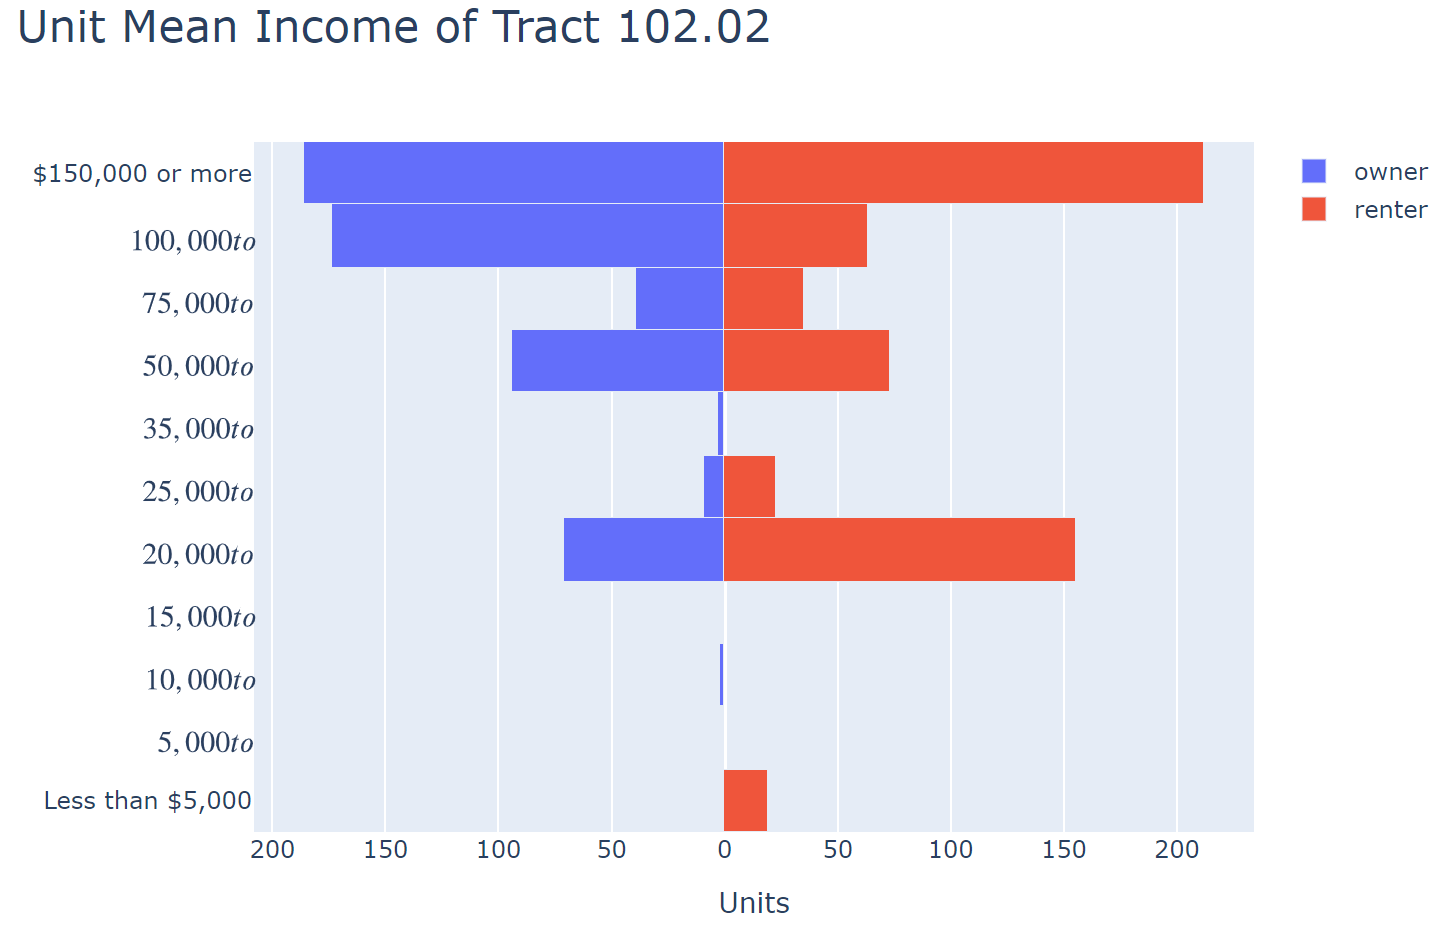 Unit Mean Income of Tract 102.02
owner
renter
$150,000 or more
100,000to
75,000to
50,000to
35,000to
25,000to
20,000to
15,000to
10,000to
5,000to
Less than $5,000
200 150 100 50 0 50 100 150 200
Units